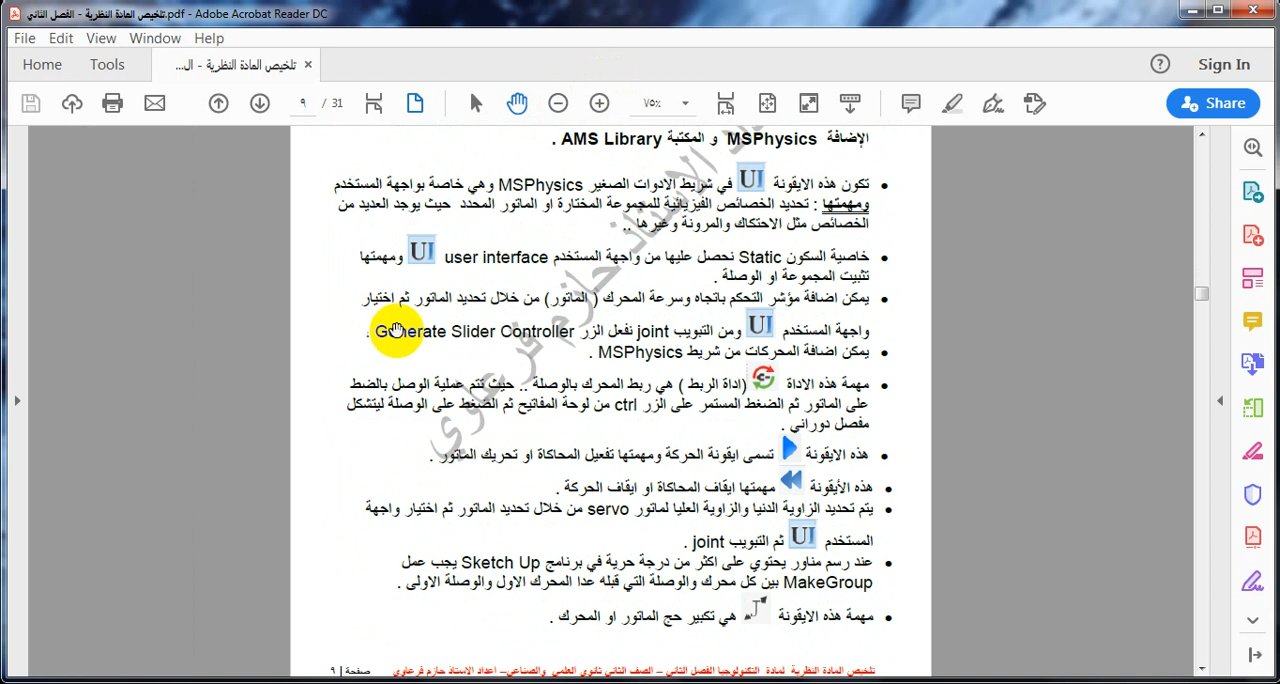 تلخيص المادة النظرية - الفصل الثاني.pdf - Adobe Acrobat Reader DC
File Edit View Window Help
Home Tools تلخيص المادة النظرية - ال... × Sign In
٩ / 31 ٧٥٪ Share
الإضافة MSPhysics و المكتبة AMS Library .
تكون هذه الايقونة UI في شريط الادوات الصغير MSPhysics وهي خاصة بواجهة المستخدم
ومهمتها : تحديد الخصائص الفيزيائية للمجموعة المختارة او الماتور المحدد حيث يوجد العديد من
الخصائص مثل الاحتكاك والمرونة وغيرها ..
خاصية السكون Static نحصل عليها من واجهة المستخدم user interface UI ومهمتها
تثبيت المجموعة او الوصلة .
يمكن اضافة مؤشر التحكم باتجاه وسرعة المحرك ( الماتور) من خلال تحديد الماتور ثم اختيار
واجهة المستخدم UI ومن التبويب joint نفعل الزر Generate Slider Controller .
يمكن اضافة المحركات من شريط MSPhysics .
مهمة هذه الاداة (اداة الربط ) هي ربط المحرك بالوصلة .. حيث تتم عملية الوصل بالضط
على الماتور ثم الضغط المستمر على الزر ctrl من لوحة المفاتيح ثم الضغط على الوصلة ليتشكل
مفصل دوراني .
هذه الايقونة تسمى ايقونة الحركة ومهمتها تفعيل المحاكاة او تحريك الماتور .
هذه الأيقونة مهمتها ايقاف المحاكاة او ايقاف الحركة .
يتم تحديد الزاوية الدنيا والزاوية العليا لماتور servo من خلال تحديد الماتور ثم اختيار واجهة
المستخدم UI ثم التبويب joint .
عند رسم مناور يحتوي على اكثر من درجة حرية في برنامج Sketch Up يجب عمل
MakeGroup بين كل محرك والوصلة التي قبله عدا المحرك الاول والوصلة الاولى .
مهمة هذه الايقونة هي تكبير حج الماتور او المحرك .
تلخيص المادة النظرية لمادة التكنولوجيا الفصل الثاني – الصف الثاني ثانوي العلمي والصناعي– اعداد الاستاذ حازم فرعاوي صفحة | ٩